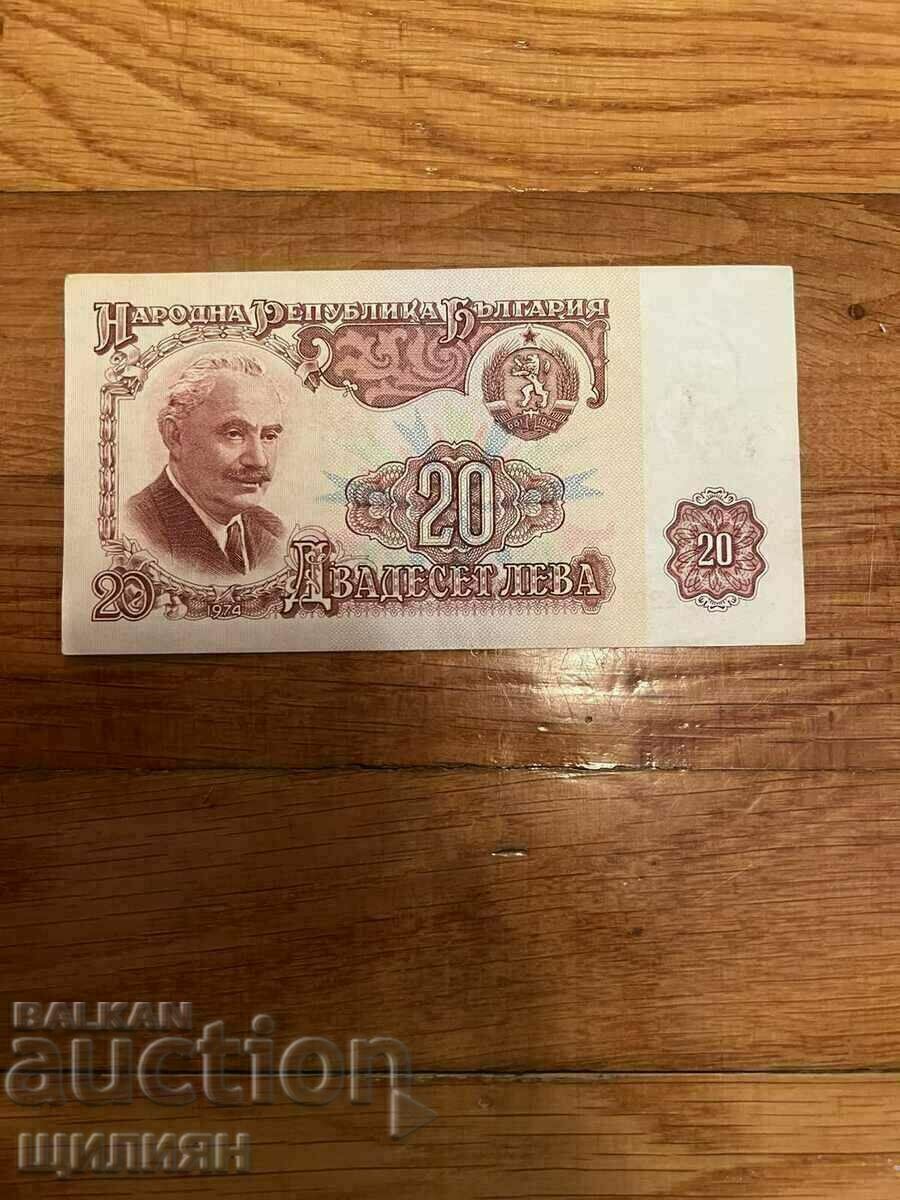 Народна Република България
20
20
Двадесет лева
20
1974
BALKAN
auction
щилиян